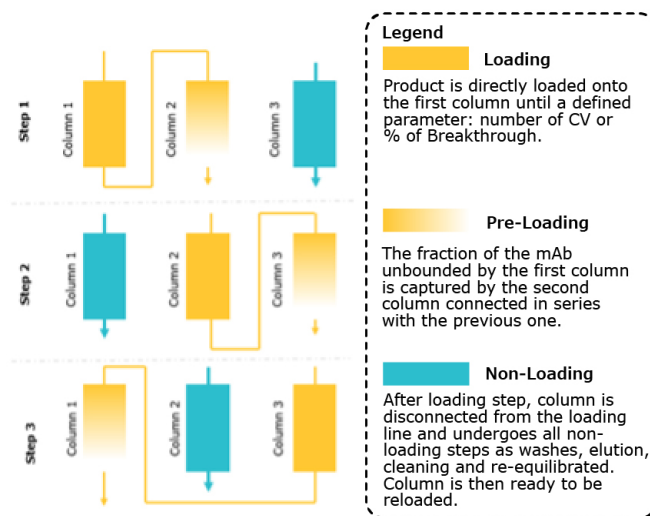 Step 1
Column 1
Column 2
Column 3
Step 2
Column 1
Column 2
Column 3
Step 3
Column 1
Column 2
Column 3
Legend
Loading
Product is directly loaded onto
the first column until a defined
parameter: number of CV or
% of Breakthrough.
Pre-Loading
The fraction of the mAb
unbounded by the first column
is captured by the second
column connected in series
with the previous one.
Non-Loading
After loading step, column is
disconnected from the loading
line and undergoes all non-
loading steps as washes, elution,
cleaning and re-equilibrated.
Column is then ready to be
reloaded.